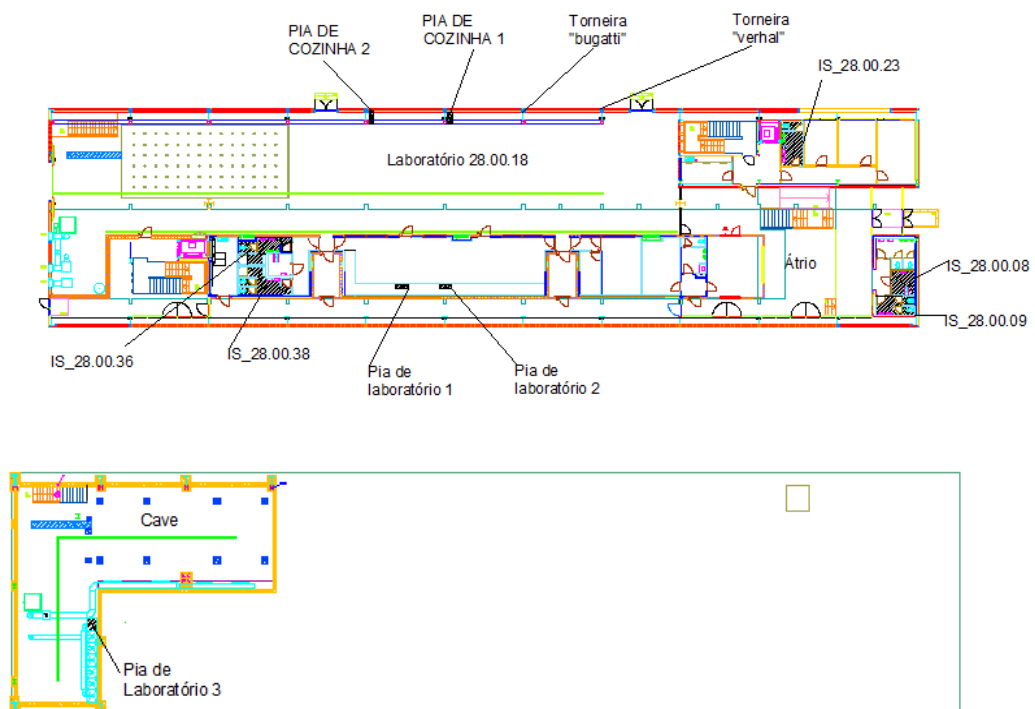 PIA DE
COZINHA 2
PIA DE
COZINHA 1
Torneira
"bugatti"
Torneira
"verhal"
IS_28.00.23
Laboratório 28.00.18
Átrio
IS_28.00.08
IS_28.00.09
IS_28.00.36
IS_28.00.38
Pia de
laboratório 1
Pia de
laboratório 2
Cave
Pia de
Laboratório 3